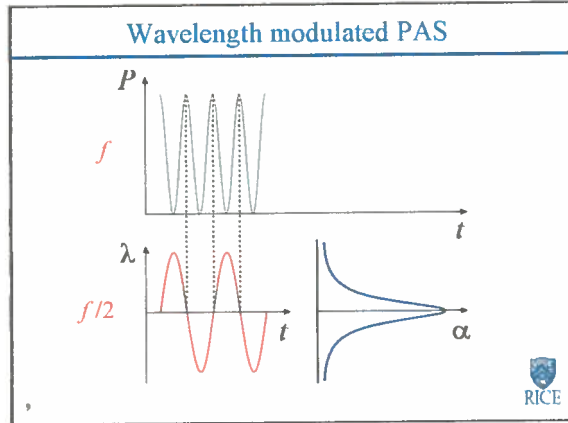 Wavelength modulated PAS
P
f
t
λ
f/2
t
α
RICE
,